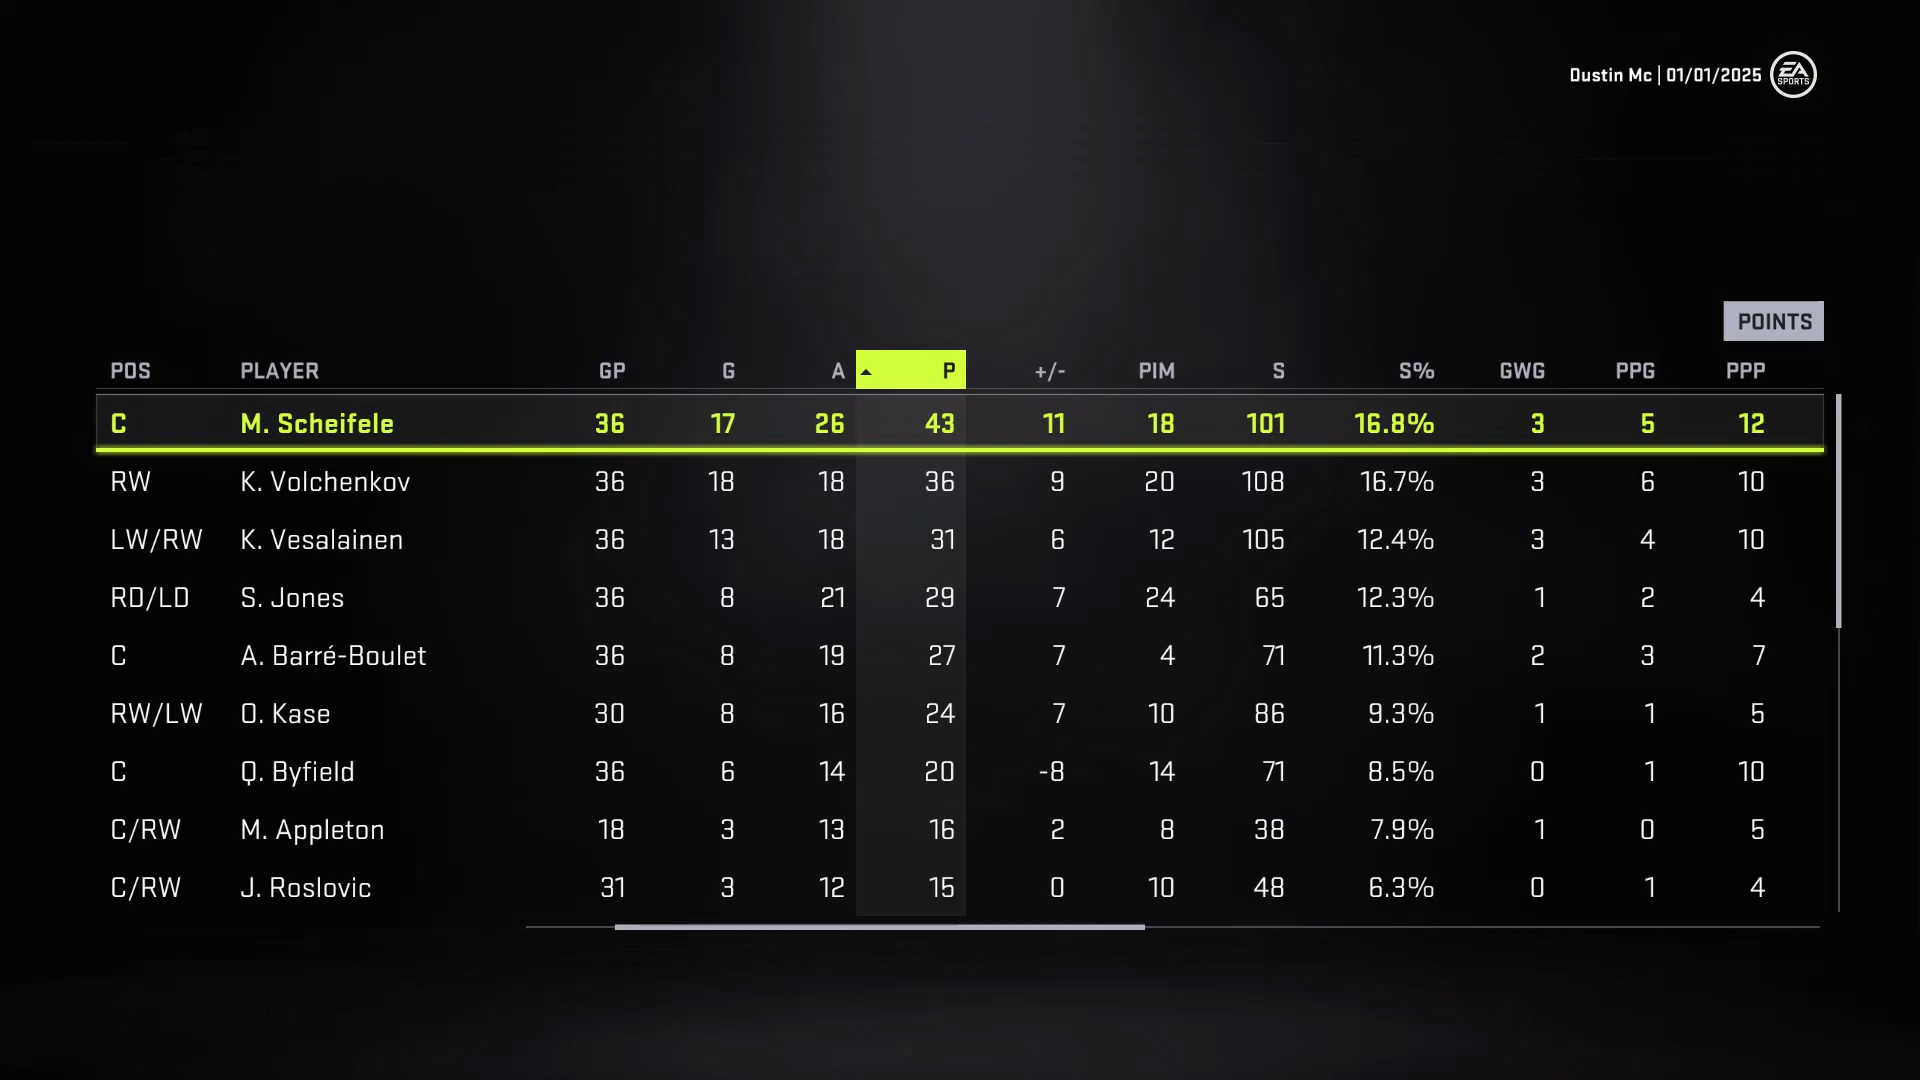 Dustin Mc | 01/01/2025 EA SPORTS
POINTS
POS PLAYER GP G A P +/- PIM S S% GWG PPG PPP
C M. Scheifele 36 17 26 43 11 18 101 16.8% 3 5 12
RW K. Volchenkov 36 18 18 36 9 20 108 16.7% 3 6 10
LW/RW K. Vesalainen 36 13 18 31 6 12 105 12.4% 3 4 10
RD/LD S. Jones 36 8 21 29 7 24 65 12.3% 1 2 4
C A. Barré-Boulet 36 8 19 27 7 4 71 11.3% 2 3 7
RW/LW O. Kase 30 8 16 24 7 10 86 9.3% 1 1 5
C Q. Byfield 36 6 14 20 -8 14 71 8.5% 0 1 10
C/RW M. Appleton 18 3 13 16 2 8 38 7.9% 1 0 5
C/RW J. Roslovic 31 3 12 15 0 10 48 6.3% 0 1 4